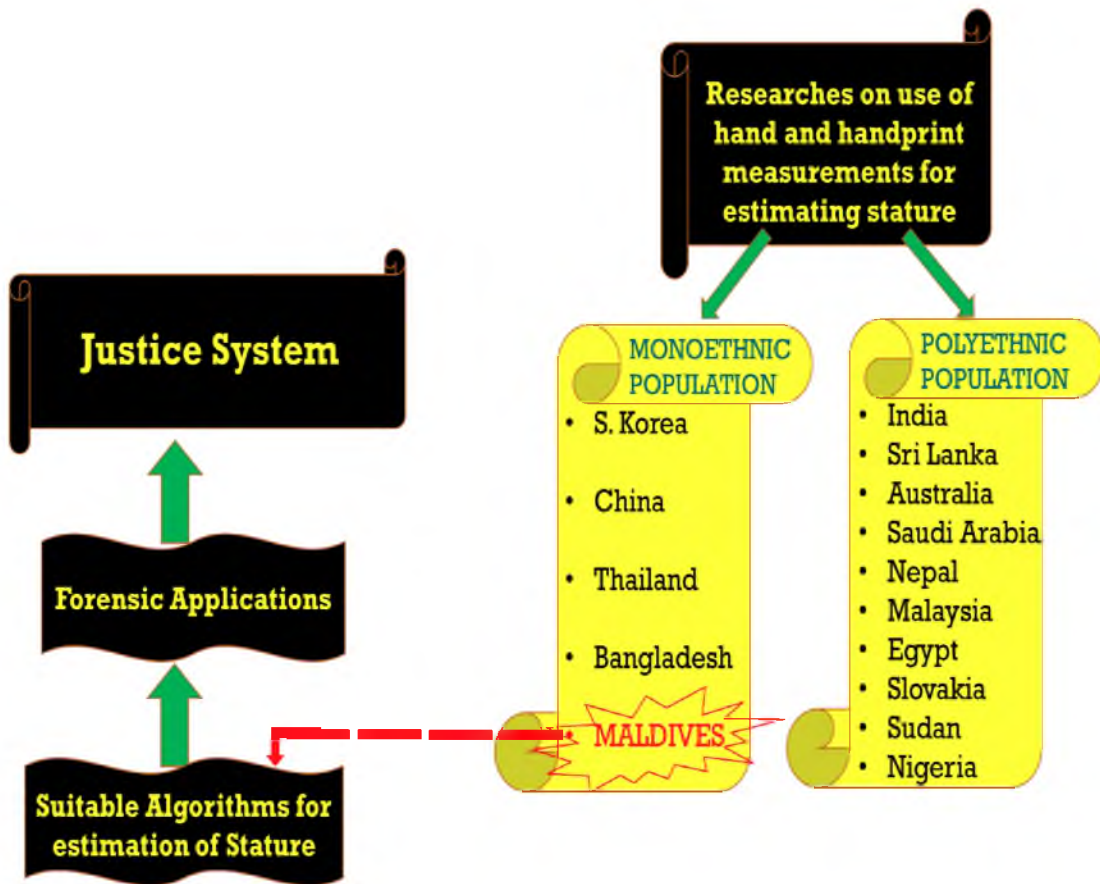 Researches on use of
hand and handprint
measurements for
estimating stature
Justice System
Forensic Applications
Suitable Algorithms for
estimation of Stature
MONOETHNIC
POPULATION
• S. Korea
• China
• Thailand
• Bangladesh
• MALDIVES
POLYETHNIC
POPULATION
• India
• Sri Lanka
• Australia
• Saudi Arabia
• Nepal
• Malaysia
• Egypt
• Slovakia
• Sudan
• Nigeria